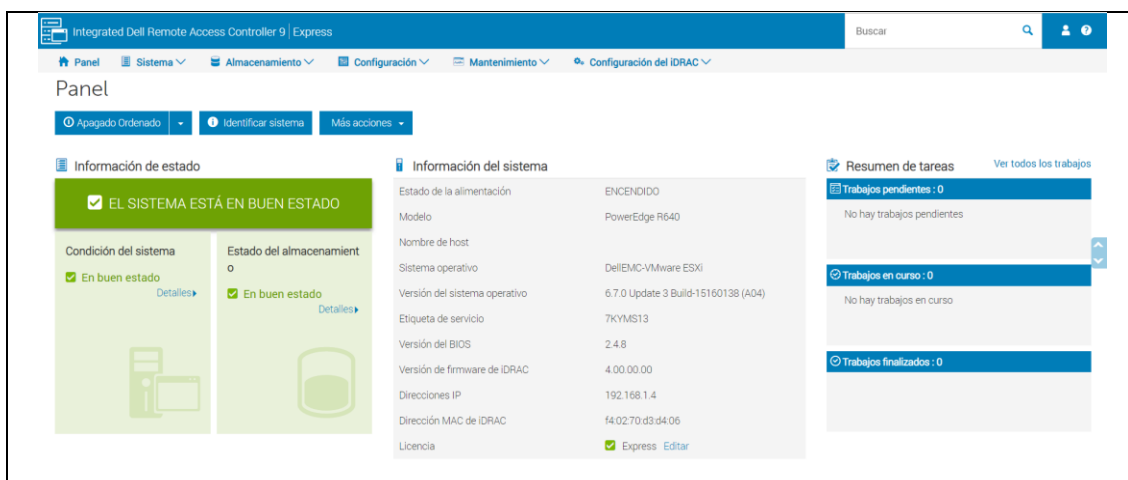 Integrated Dell Remote Access Controller 9 | Express
Buscar
Panel
Sistema
Almacenamiento
Configuración
Mantenimiento
Configuración del iDRAC
Panel
Apagado Ordenado
Identificar sistema
Más acciones
Información de estado
EL SISTEMA ESTÁ EN BUEN ESTADO
Condición del sistema
En buen estado
Detalles
Estado del almacenamient
o
En buen estado
Detalles
Información del sistema
Estado de la alimentación ENCENDIDO
Modelo PowerEdge R640
Nombre de host
Sistema operativo DellEMC-VMware ESXi
Versión del sistema operativo 6.7.0 Update 3 Build-15160138 (A04)
Etiqueta de servicio 7KYMS13
Versión del BIOS 2.4.8
Versión de firmware de iDRAC 4.00.00.00
Direcciones IP 192.168.1.4
Dirección MAC de iDRAC f4:02:70:d3:d4:06
Licencia Express Editar
Resumen de tareas
Ver todos los trabajos
Trabajos pendientes : 0
No hay trabajos pendientes
Trabajos en curso : 0
No hay trabajos en curso
Trabajos finalizados : 0